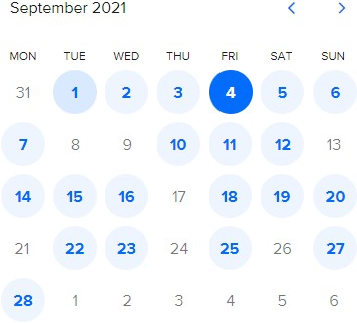 September 2021
MON TUE WED THU FRI SAT SUN
31 1 2 3 4 5 6
7 8 9 10 11 12 13
14 15 16 17 18 19 20
21 22 23 24 25 26 27
28 1 2 3 4 5 6